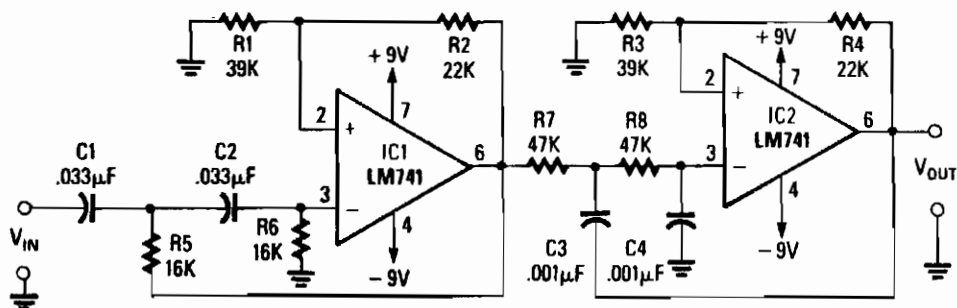 R1
39K
R2
22K
+9V
2
+
7
IC1
LM741
6
3
−
4
−9V
C1
.033μF
C2
.033μF
VIN
R5
16K
R6
16K
R7
47K
R8
47K
C3
.001μF
C4
.001μF
R3
39K
R4
22K
+9V
2
+
7
IC2
LM741
6
3
−
4
−9V
VOUT